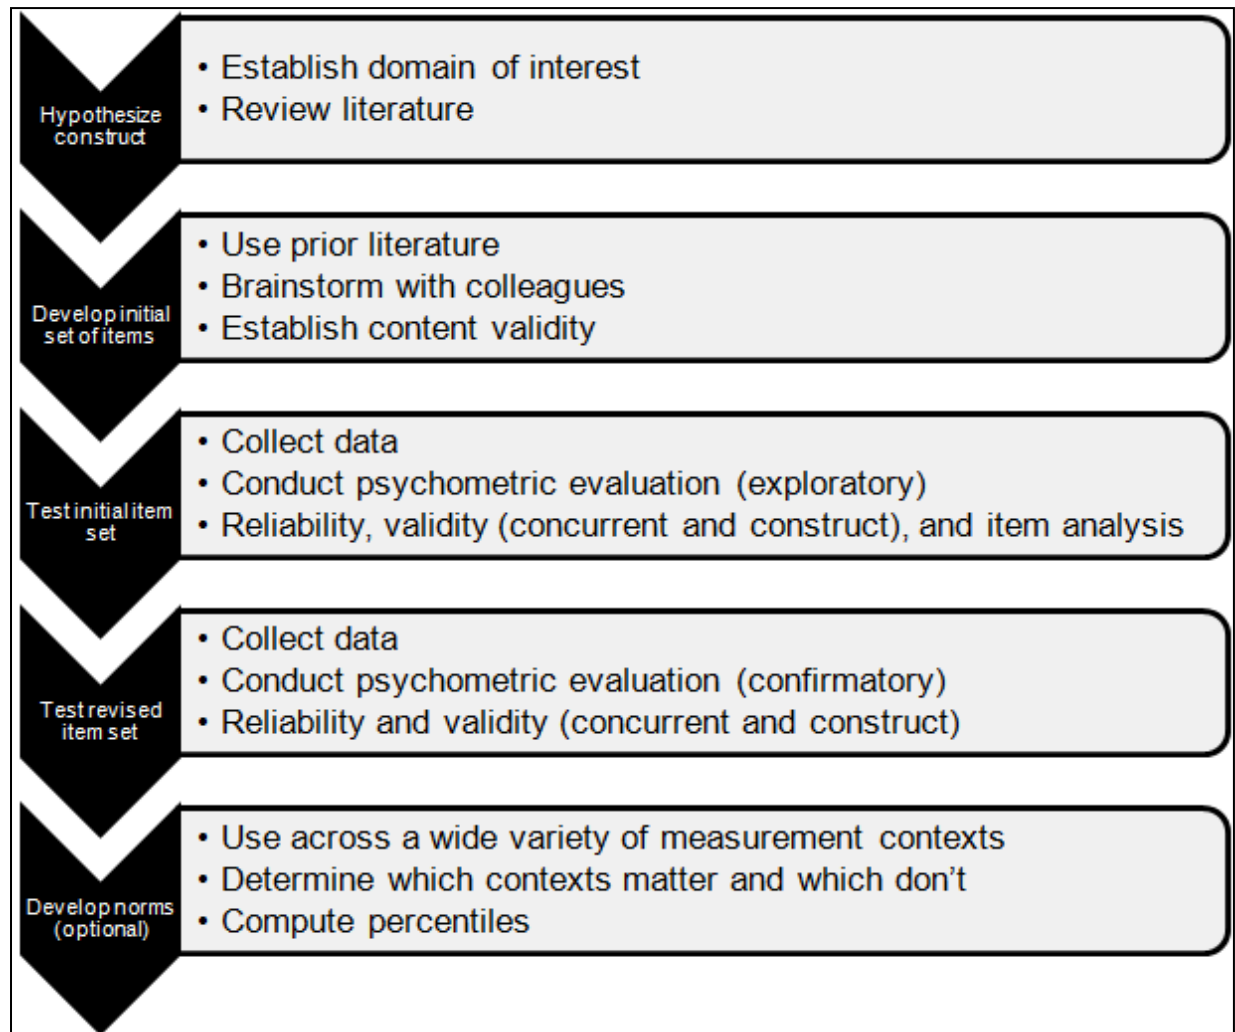 Hypothesize
construct
• Establish domain of interest
• Review literature
Develop initial
set of items
• Use prior literature
• Brainstorm with colleagues
• Establish content validity
Test initial item
set
• Collect data
• Conduct psychometric evaluation (exploratory)
• Reliability, validity (concurrent and construct), and item analysis
Test revised
item set
• Collect data
• Conduct psychometric evaluation (confirmatory)
• Reliability and validity (concurrent and construct)
Develop norms
(optional)
• Use across a wide variety of measurement contexts
• Determine which contexts matter and which don’t
• Compute percentiles